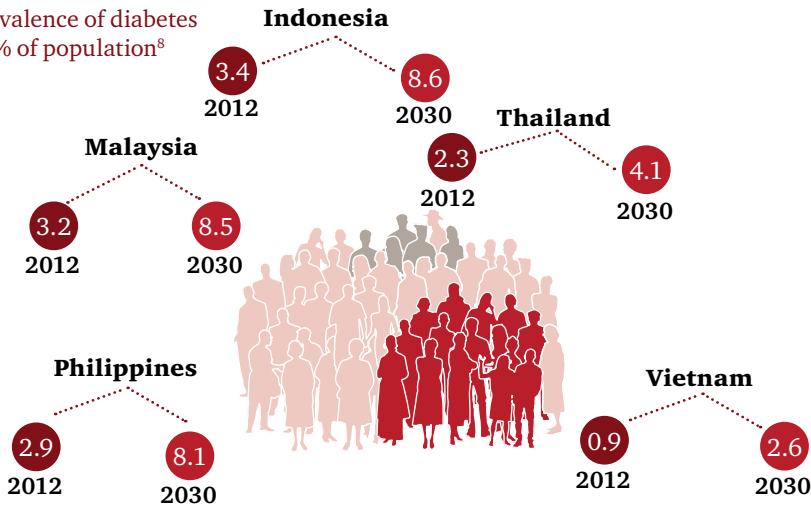 valence of diabetes
% of population⁸
Indonesia
3.4
2012
8.6
2030
Thailand
2.3
2012
4.1
2030
Malaysia
3.2
2012
8.5
2030
Philippines
2.9
2012
8.1
2030
Vietnam
0.9
2012
2.6
2030